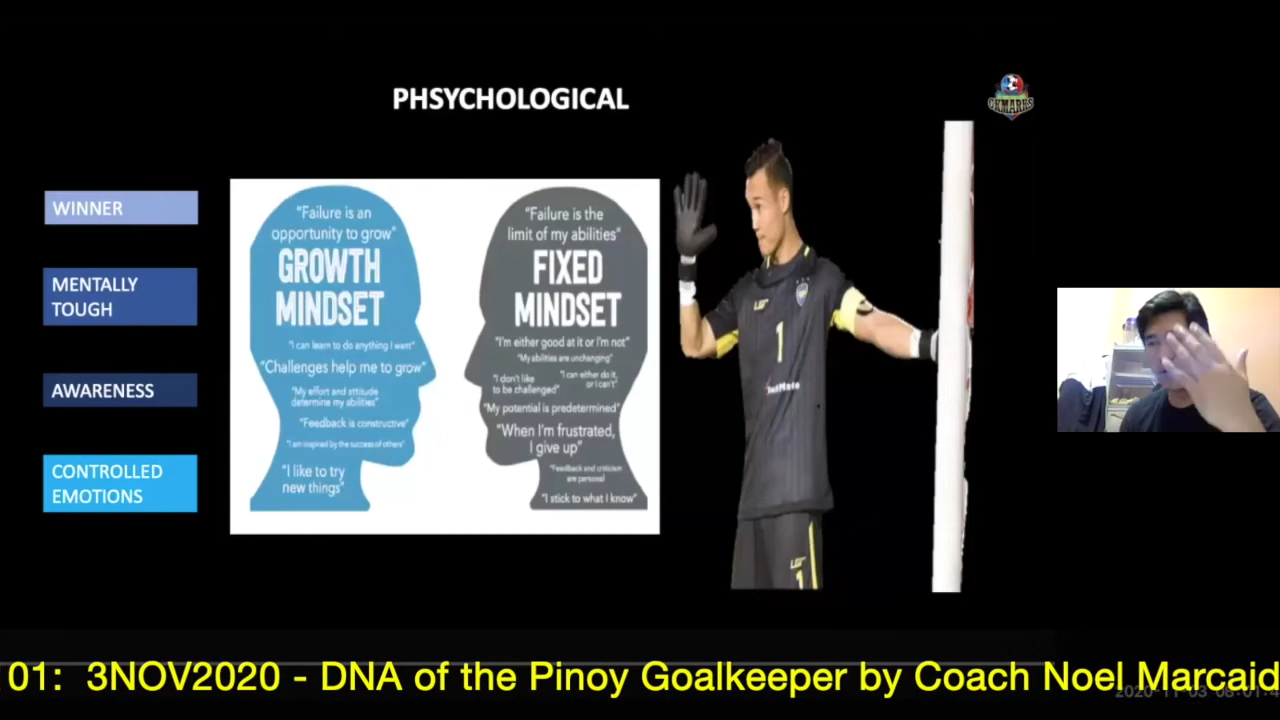 PHSYCHOLOGICAL
GKMARKS
WINNER
MENTALLY
TOUGH
AWARENESS
CONTROLLED
EMOTIONS
“Failure is an
opportunity to grow”
GROWTH
MINDSET
“I can learn to do anything I want”
“Challenges help me to grow”
“My effort and attitude
determine my abilities”
“Feedback is constructive”
“I am inspired by the success of others”
“I like to try
new things”
“Failure is the
limit of my abilities”
FIXED
MINDSET
“I'm either good at it or I'm not”
“My abilities are unchanging”
“I don't like
to be challenged”
“I can either do it,
or I can't”
“My potential is predetermined”
“When I'm frustrated,
I give up”
“Feedback and criticism
are personal”
“I stick to what I know”
LGR
1
LGR
1
01: 3NOV2020 - DNA of the Pinoy Goalkeeper by Coach Noel Marcaid